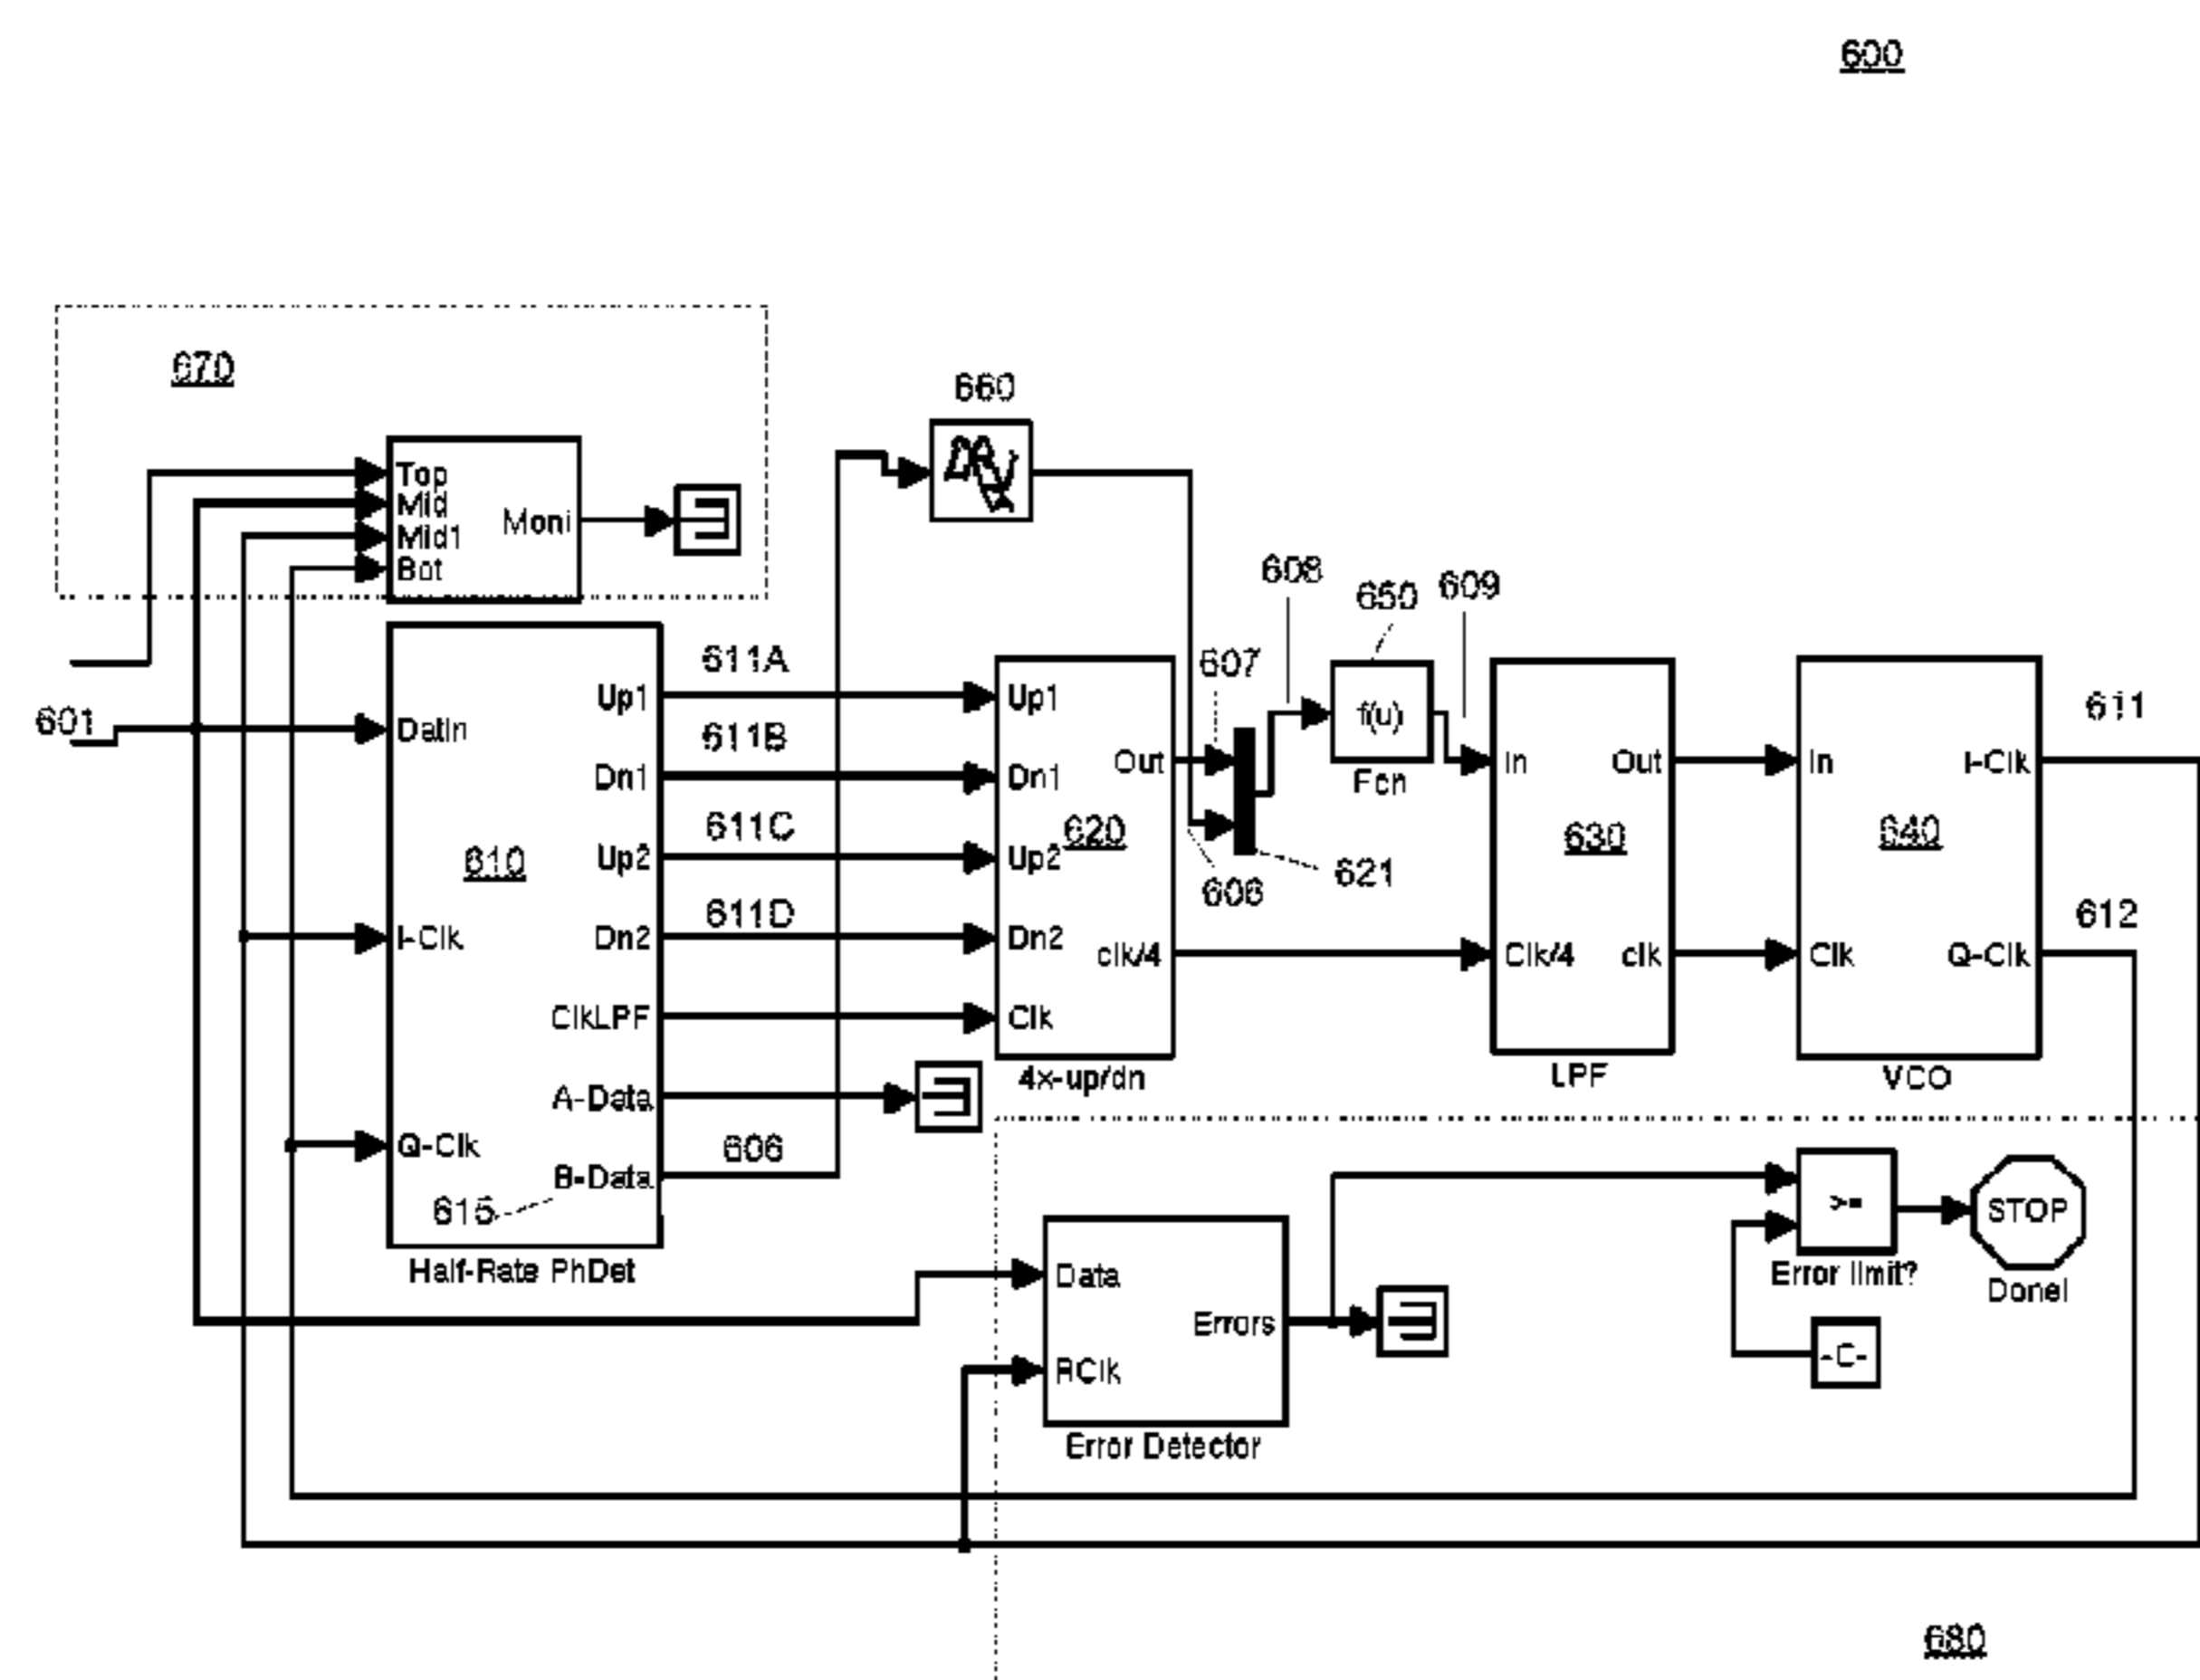 600
670
660
Top
Mid
Mid1
Bot
Moni
608
650
609
607
601
DatIn
I-Clk
Q-Clk
610
615
Up1
Dn1
Up2
Dn2
ClkLPF
A-Data
B-Data
Half-Rate PhDet
611A
611B
611C
611D
606
Up1
Dn1
Up2
Dn2
Clk
Out
620
clk/4
4x-up/dn
606
621
f(u)
Fcn
In
Out
630
Clk/4
clk
LPF
In
I-Clk
640
Clk
Q-Clk
VCO
611
612
Data
RClk
Errors
Error Detector
>=
Error limit?
STOP
Done!
-C-
680